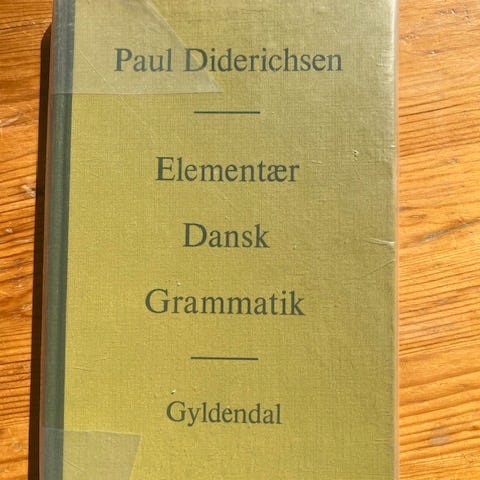 Paul Diderichsen
Elementær
Dansk
Grammatik
Gyldendal